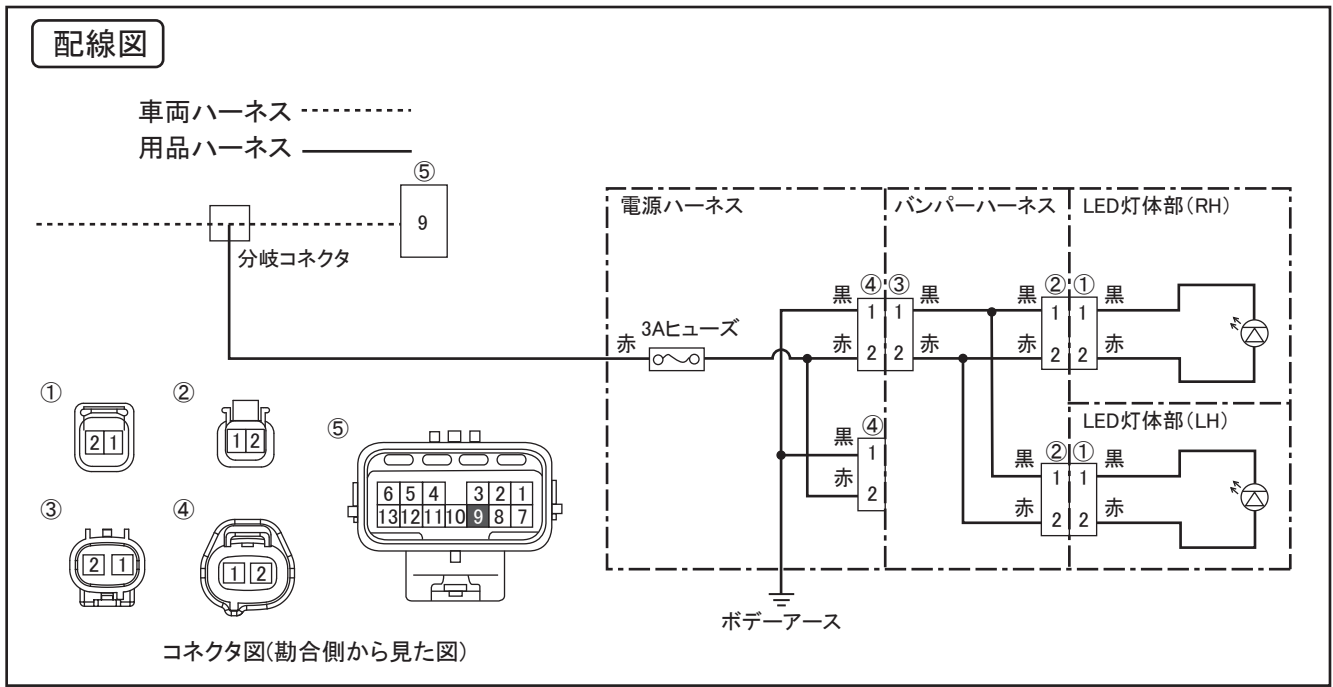 配線図
車両ハーネス
用品ハーネス
⑤
9
分岐コネクタ
電源ハーネス
バンパーハーネス
LED灯体部(RH)
赤
3Aヒューズ
黒 ④ ③ 黒
1 1
赤 2 2 赤
黒 ② ① 黒
1 1
赤 2 2 赤
LED灯体部(LH)
黒 ④
1
赤 2
黒 ② ① 黒
1 1
赤 2 2 赤
ボデーアース
①
2 1
②
1 2
③
2 1
④
1 2
⑤
6 5 4 3 2 1
13 12 11 10 9 8 7
コネクタ図(勘合側から見た図)